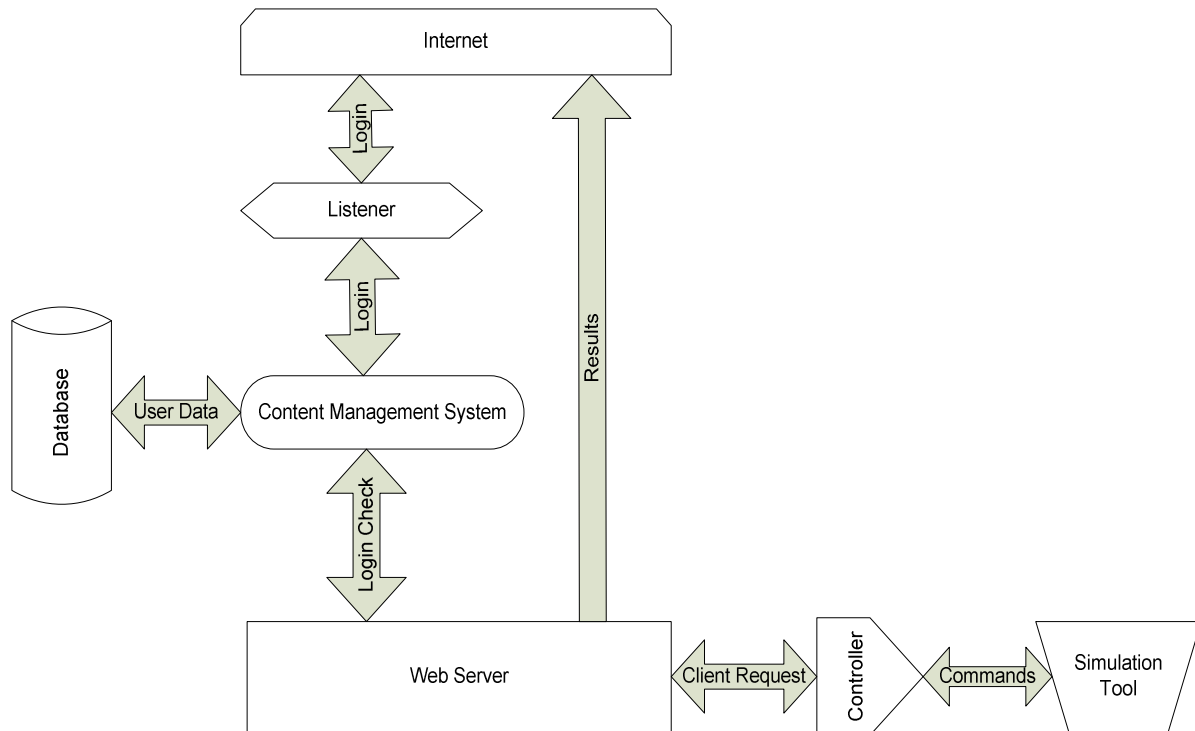 Internet
Login
Listener
Login
Results
Database
User Data
Content Management System
Login Check
Web Server
Client Request
Controller
Commands
Simulation
Tool